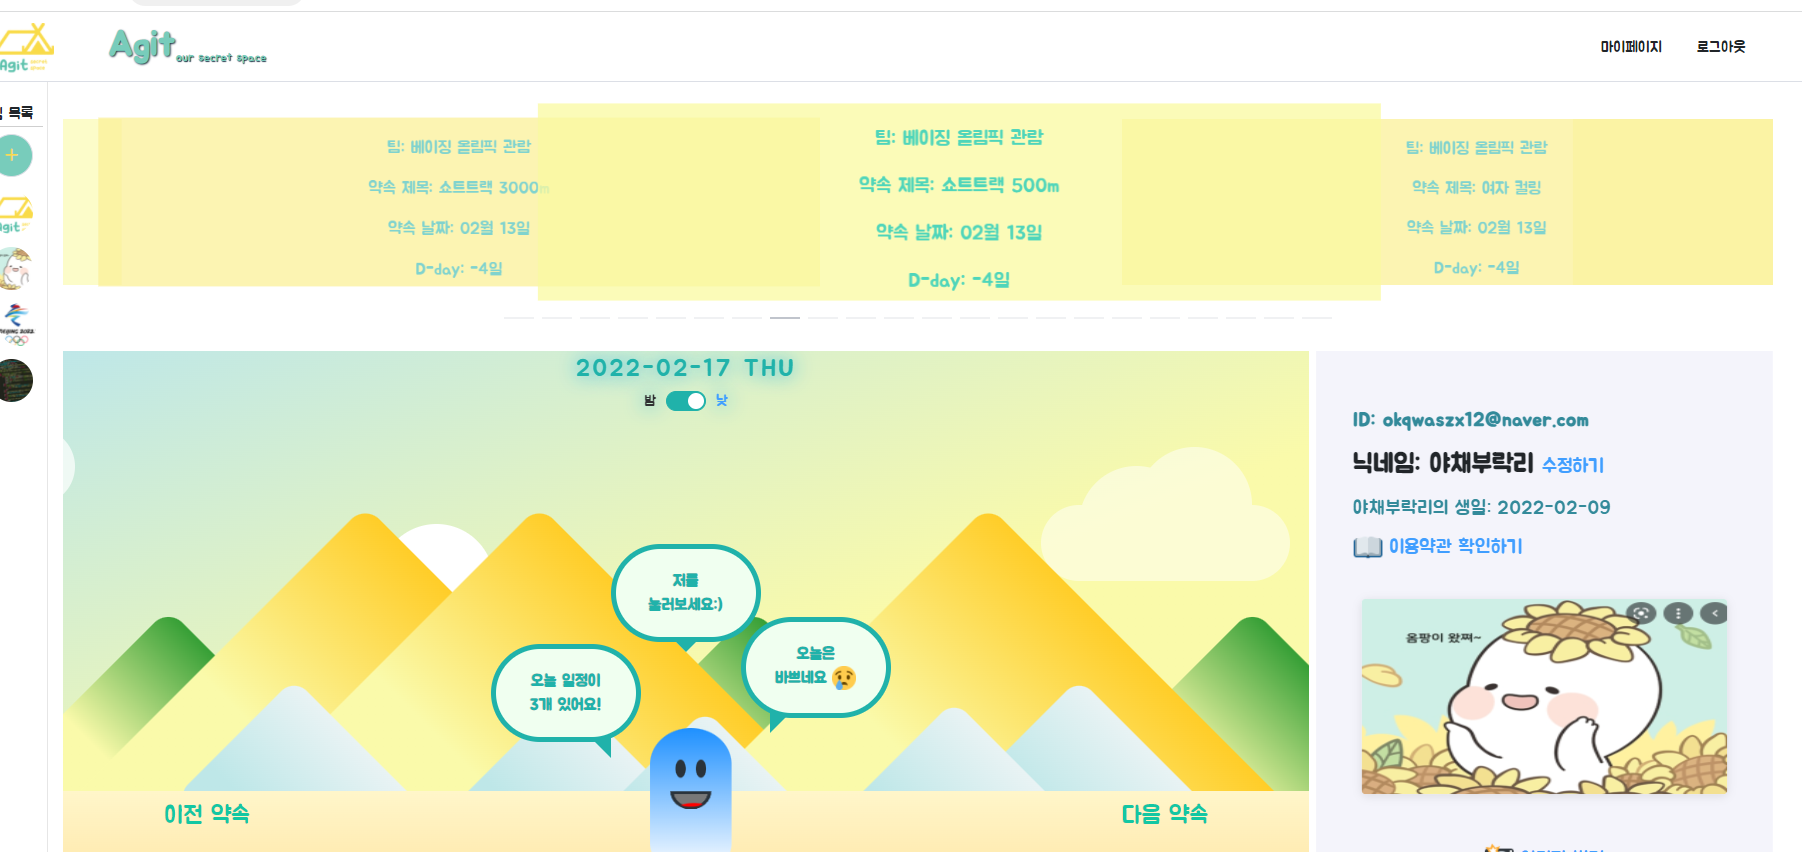 Agit
Agit our secret space
마이페이지 로그아웃
목록
팀: 베이징 올림픽 관람
약속 제목: 쇼트트랙 3000m
약속 날짜: 02월 13일
D-day: -4일
팀: 베이징 올림픽 관람
약속 제목: 쇼트트랙 500m
약속 날짜: 02월 13일
D-day: -4일
팀: 베이징 올림픽 관람
약속 제목: 여자 컬링
약속 날짜: 02월 13일
D-day: -4일
Agit
2022-02-17 THU
밤 낮
저를
눌러보세요:)
오늘은
바쁘네요 😢
오늘 일정이
3개 있어요!
이전 약속
다음 약속
ID: okqwaszx12@naver.com
닉네임: 야채부락리 수정하기
야채부락리의 생일: 2022-02-09
이용약관 확인하기
옴팡이 왔쪄~